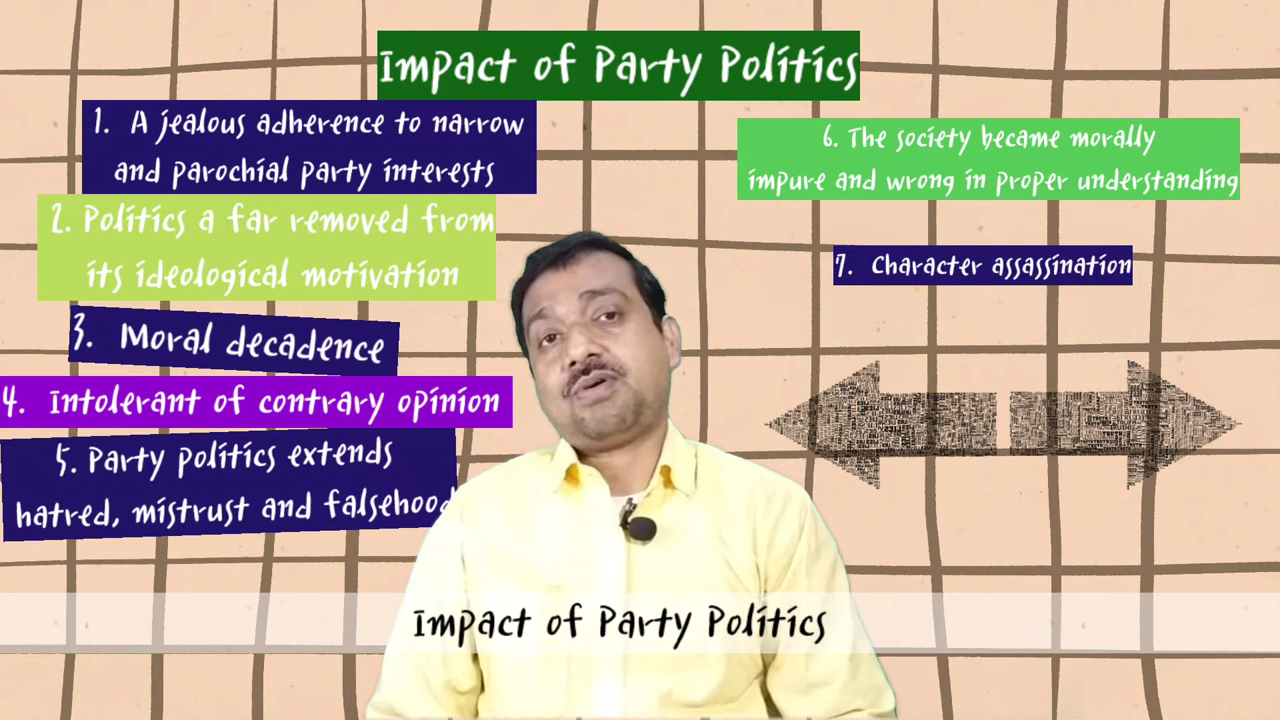 Impact of Party Politics
1. A jealous adherence to narrow
and parochial party interests
2. Politics a far removed from
its ideological motivation
3. Moral decadence
4. Intolerant of contrary opinion
5. Party politics extends
hatred, mistrust and falsehood
6. The society became morally
impure and wrong in proper understanding
7. Character assassination
Impact of Party Politics